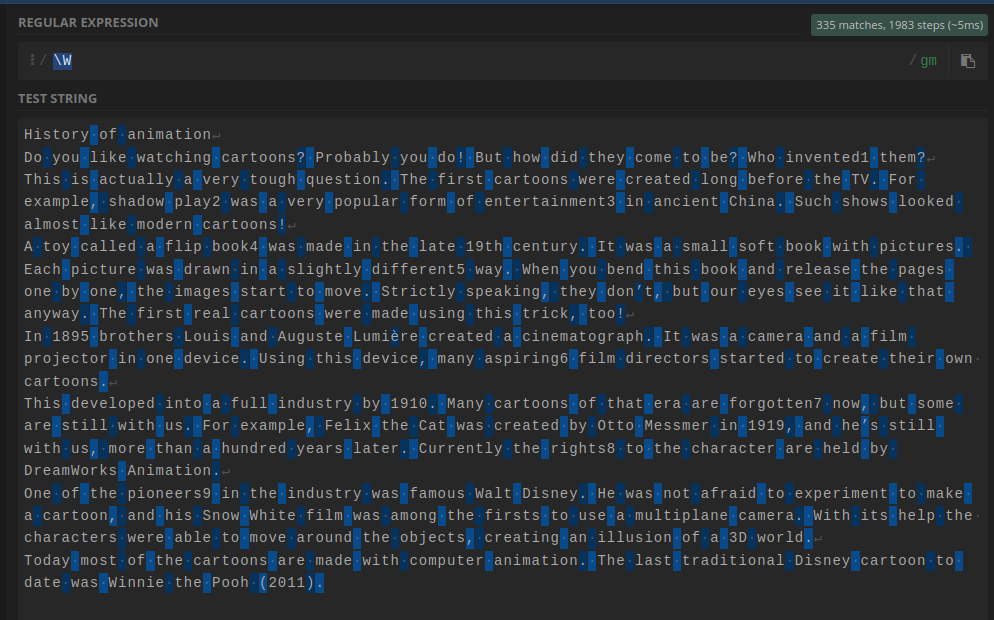 REGULAR EXPRESSION
335 matches, 1983 steps (~5ms)
/ \W / gm
TEST STRING
History of animation
Do you like watching cartoons? Probably you do! But how did they come to be? Who invented1 them?
This is actually a very tough question. The first cartoons were created long before the TV. For
example, shadow play2 was a very popular form of entertainment3 in ancient China. Such shows looked
almost like modern cartoons!
A toy called a flip book4 was made in the late 19th century. It was a small soft book with pictures.
Each picture was drawn in a slightly different5 way. When you bend this book and release the pages
one by one, the images start to move. Strictly speaking, they don’t, but our eyes see it like that
anyway. The first real cartoons were made using this trick, too!
In 1895 brothers Louis and Auguste Lumière created a cinematograph. It was a camera and a film
projector in one device. Using this device, many aspiring6 film directors started to create their own
cartoons.
This developed into a full industry by 1910. Many cartoons of that era are forgotten7 now, but some
are still with us. For example, Felix the Cat was created by Otto Messmer in 1919, and he’s still
with us, more than a hundred years later. Currently the rights8 to the character are held by
DreamWorks Animation.
One of the pioneers9 in the industry was famous Walt Disney. He was not afraid to experiment to make
a cartoon, and his Snow White film was among the firsts to use a multiplane camera. With its help the
characters were able to move around the objects, creating an illusion of a 3D world.
Today most of the cartoons are made with computer animation. The last traditional Disney cartoon to
date was Winnie the Pooh (2011).